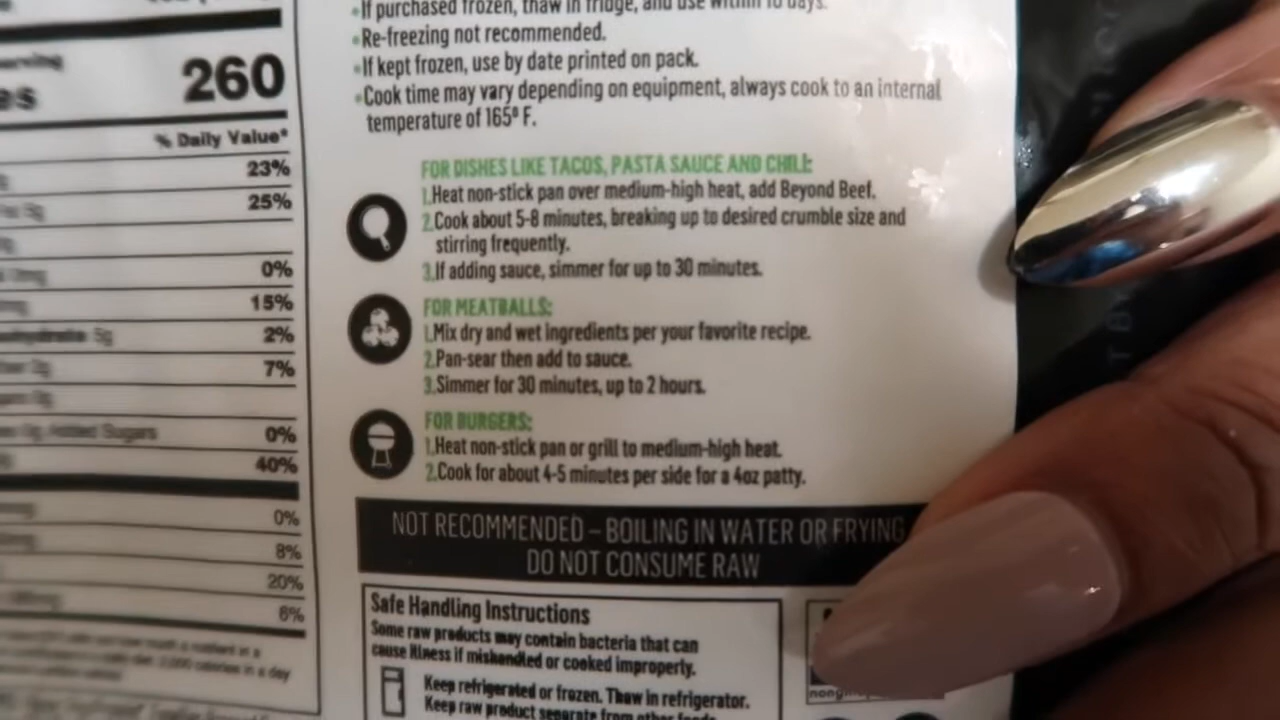 260
% Daily Value*
23%
25%
0%
15%
5g 2%
7%
Added Sugars 0%
40%
0%
8%
20%
6%
•If purchased frozen, thaw in fridge, and use within 10 days.
•Re-freezing not recommended.
•If kept frozen, use by date printed on pack.
•Cook time may vary depending on equipment, always cook to an internal
temperature of 165° F.
FOR DISHES LIKE TACOS, PASTA SAUCE AND CHILI:
1.Heat non-stick pan over medium-high heat, add Beyond Beef.
2.Cook about 5-8 minutes, breaking up to desired crumble size and
stirring frequently.
3.If adding sauce, simmer for up to 30 minutes.
FOR MEATBALLS:
1.Mix dry and wet ingredients per your favorite recipe.
2.Pan-sear then add to sauce.
3.Simmer for 30 minutes, up to 2 hours.
FOR BURGERS:
1.Heat non-stick pan or grill to medium-high heat.
2.Cook for about 4-5 minutes per side for a 4oz patty.
NOT RECOMMENDED – BOILING IN WATER OR FRYING
DO NOT CONSUME RAW
Safe Handling Instructions
Some raw products may contain bacteria that can
cause illness if mishandled or cooked improperly.
Keep refrigerated or frozen. Thaw in refrigerator.
Keep raw product separate from other foods.